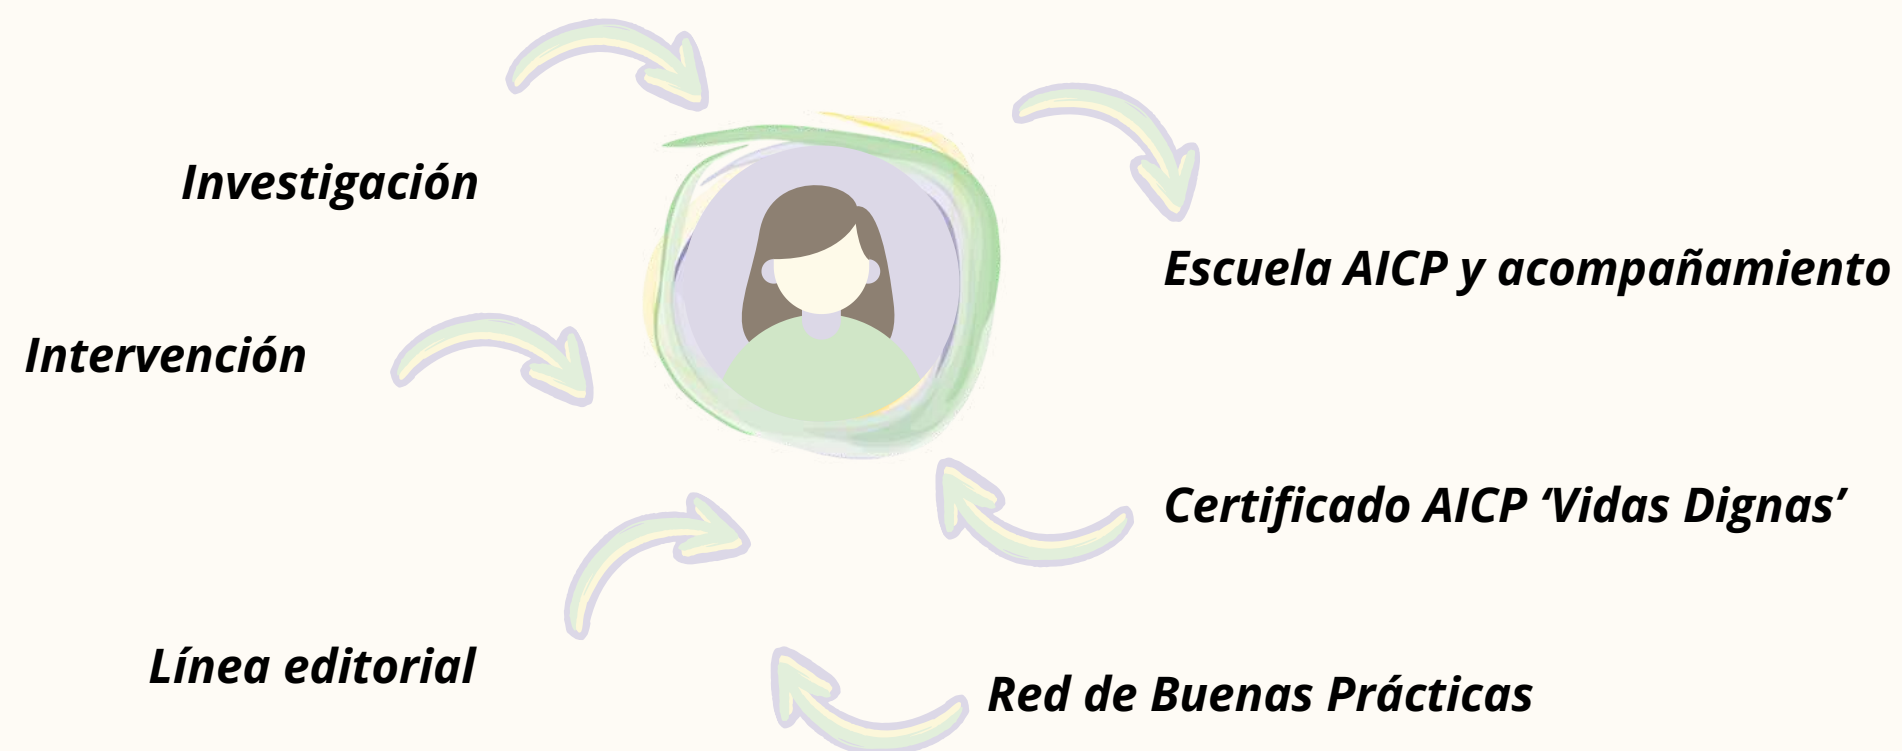 Investigación
Escuela AICP y acompañamiento
Intervención
Certificado AICP ‘Vidas Dignas’
Línea editorial
Red de Buenas Prácticas